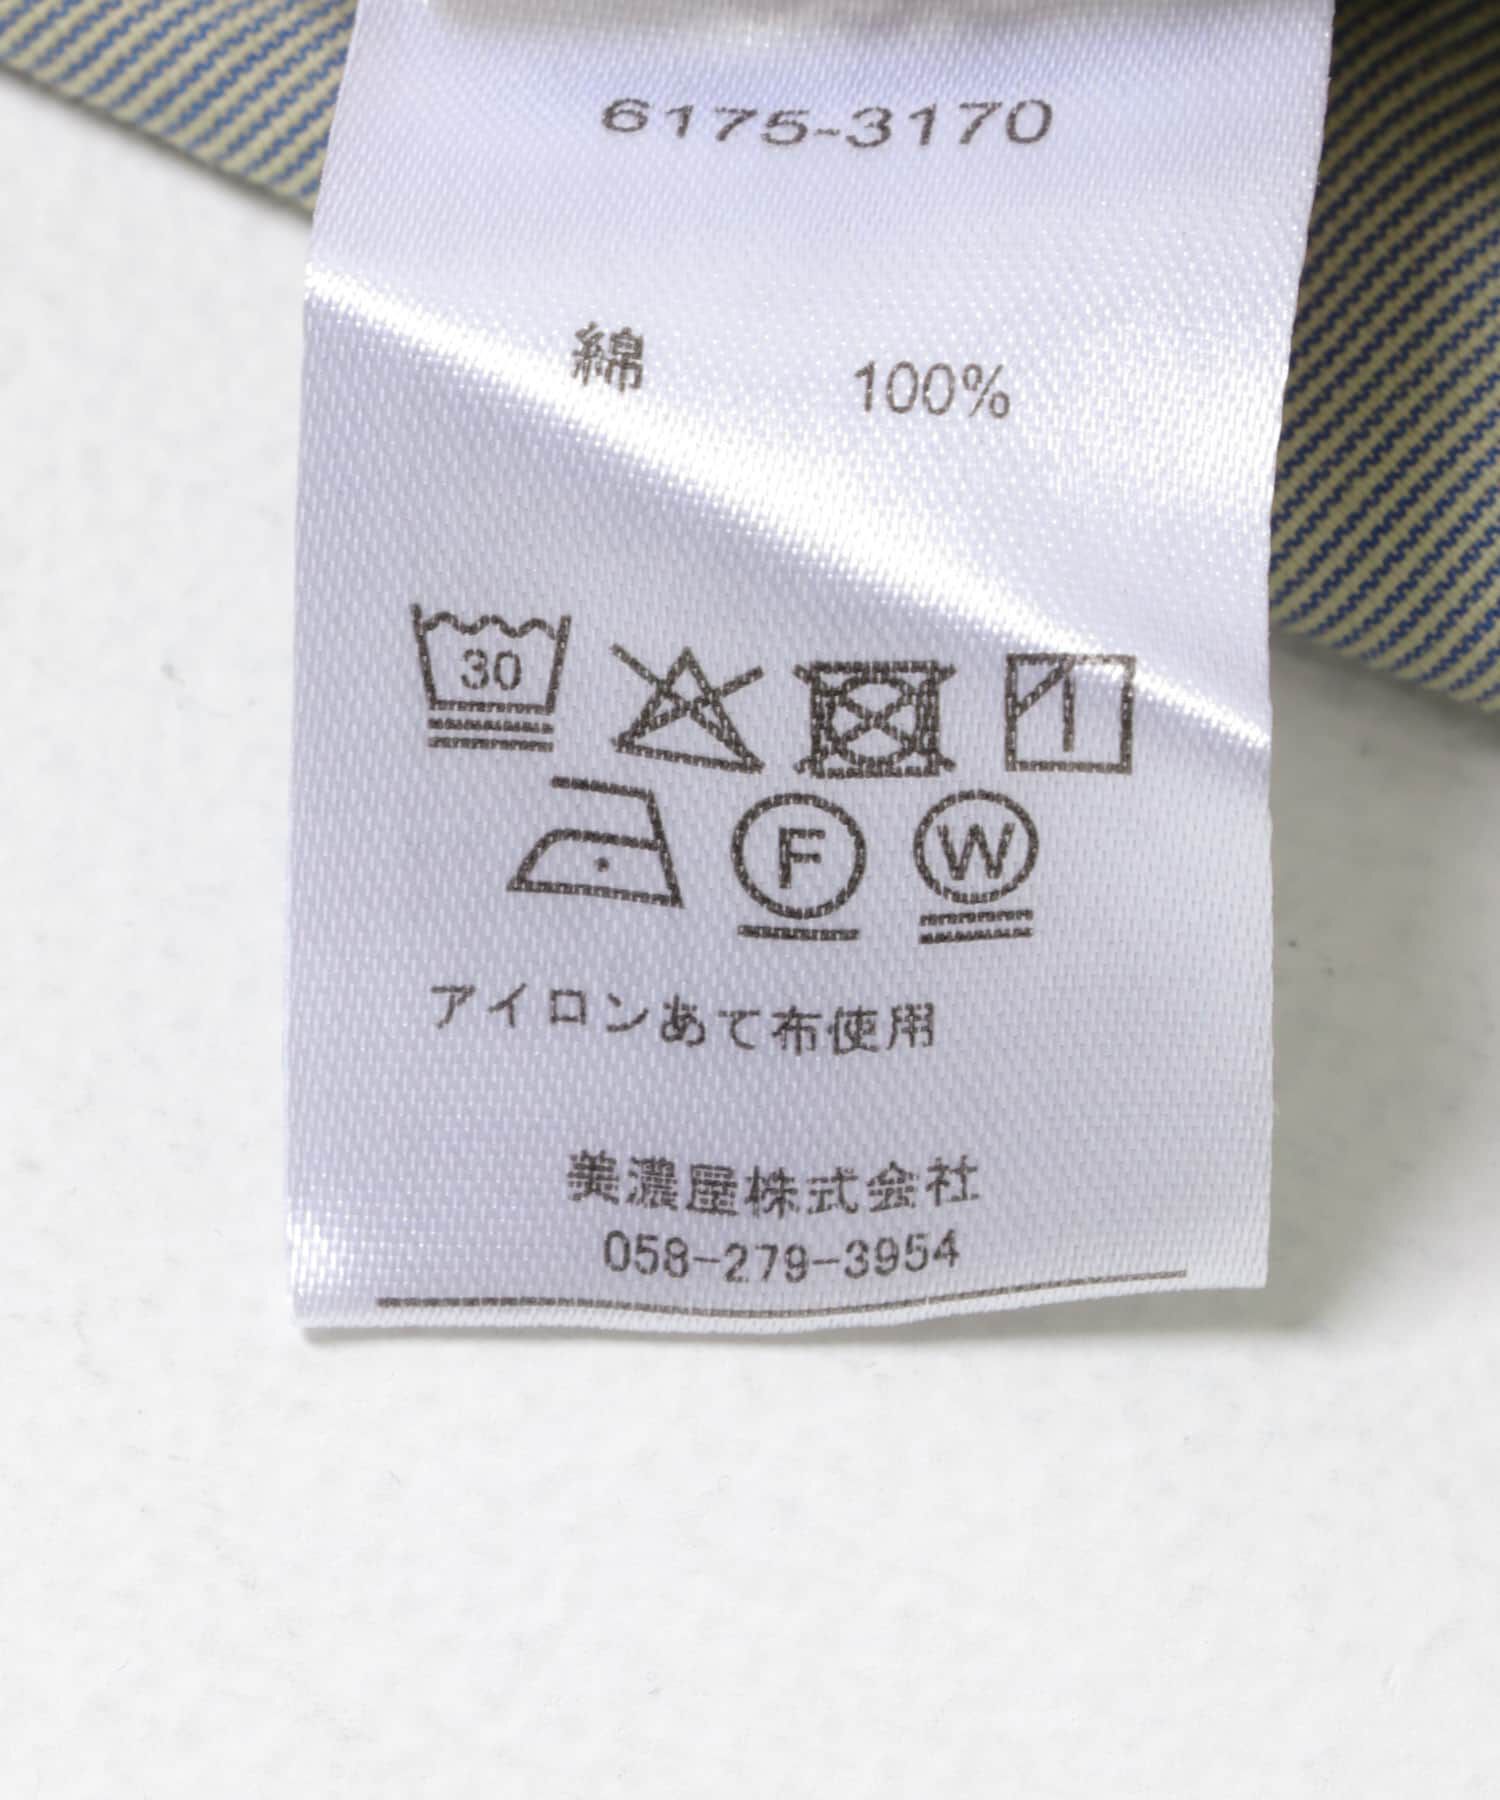 6175-3170
綿 100%
30
F W
アイロンあて布使用
美濃屋株式会社
058-279-3954